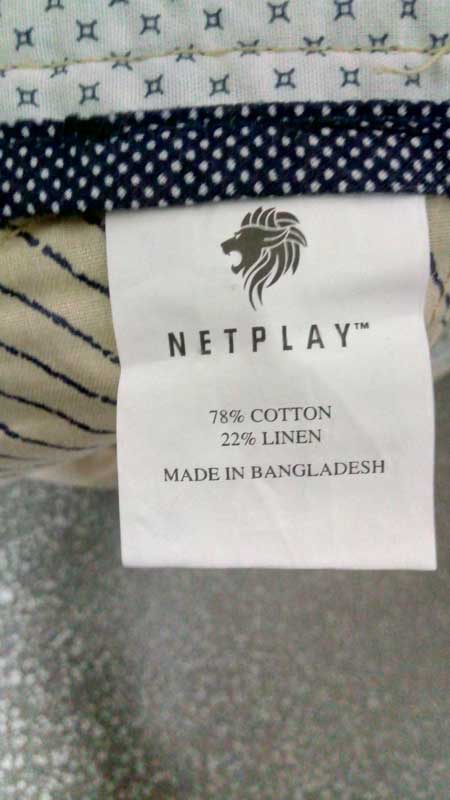 NETPLAY™
78% COTTON
22% LINEN
MADE IN BANGLADESH